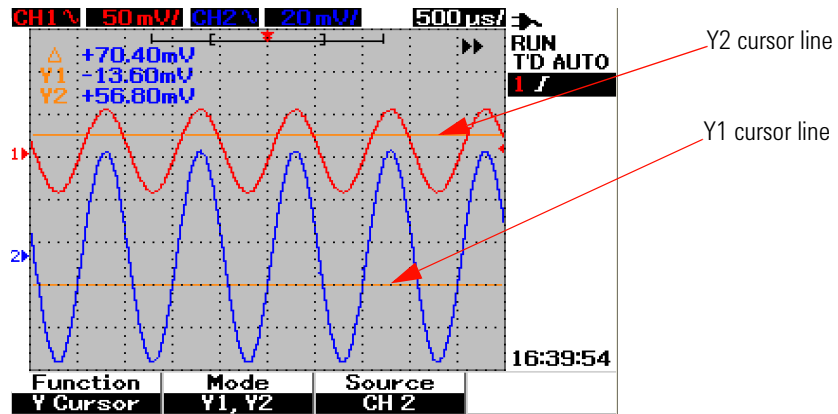 CH1 ∿ 50 mV/ CH2 ∿ 20 mV/ 500 µs/
RUN
T'D AUTO
1
Δ +70.40mV
Y1 -13.60mV
Y2 +56.80mV
Y2 cursor line
Y1 cursor line
1
2
16:39:54
Function Mode Source
Y Cursor Y1, Y2 CH 2